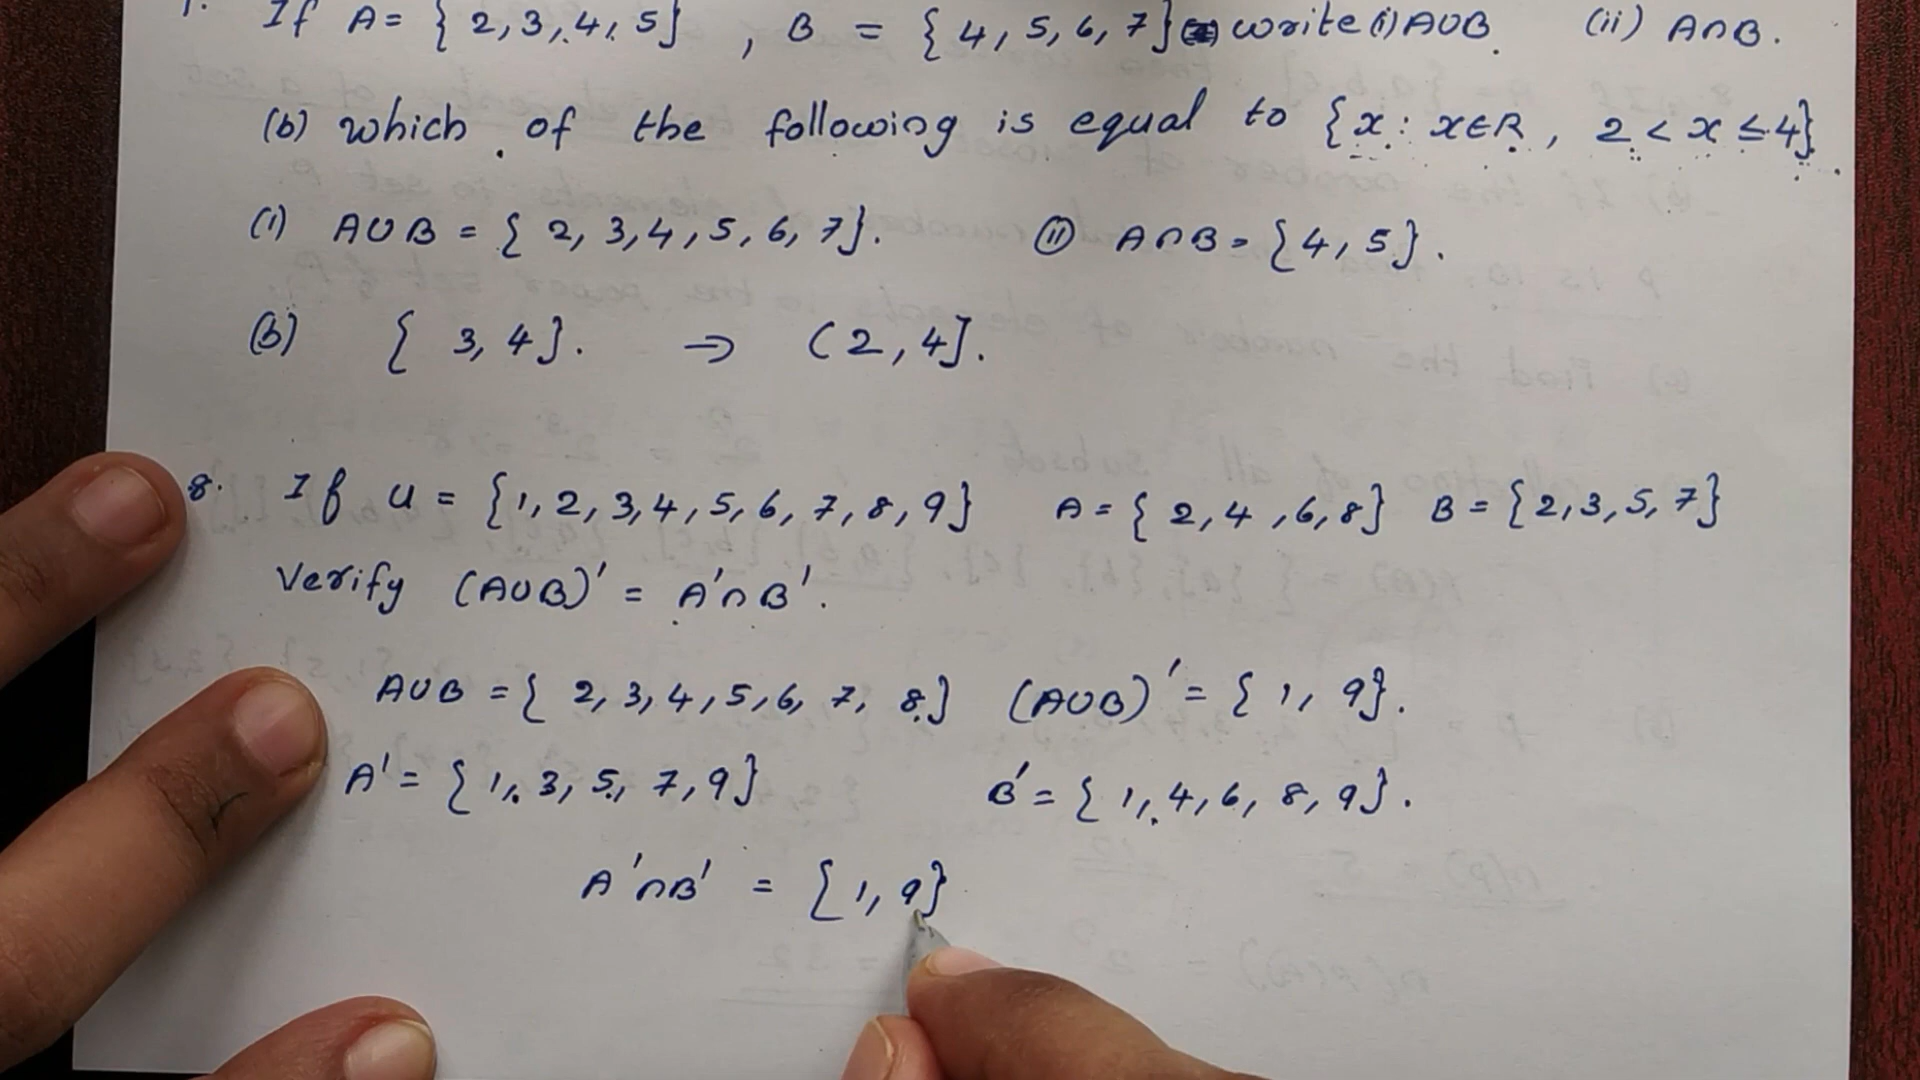 7. If A = { 2, 3, 4, 5} , B = { 4, 5, 6, 7} write (i) A∪B. (ii) A∩B.
(b) which of the following is equal to {x : x∈R, 2 < x ≤ 4}.
(i) A∪B = { 2, 3, 4, 5, 6, 7}. (ii) A∩B = {4, 5}.
(b) { 3, 4}. → (2, 4].
8. If U = {1, 2, 3, 4, 5, 6, 7, 8, 9} A = { 2, 4, 6, 8} B = {2, 3, 5, 7}
Verify (A∪B)' = A'∩B'.
A∪B = { 2, 3, 4, 5, 6, 7, 8} (A∪B)' = { 1, 9}.
A' = { 1, 3, 5, 7, 9} B' = { 1, 4, 6, 8, 9}.
A'∩B' = {1, 9}